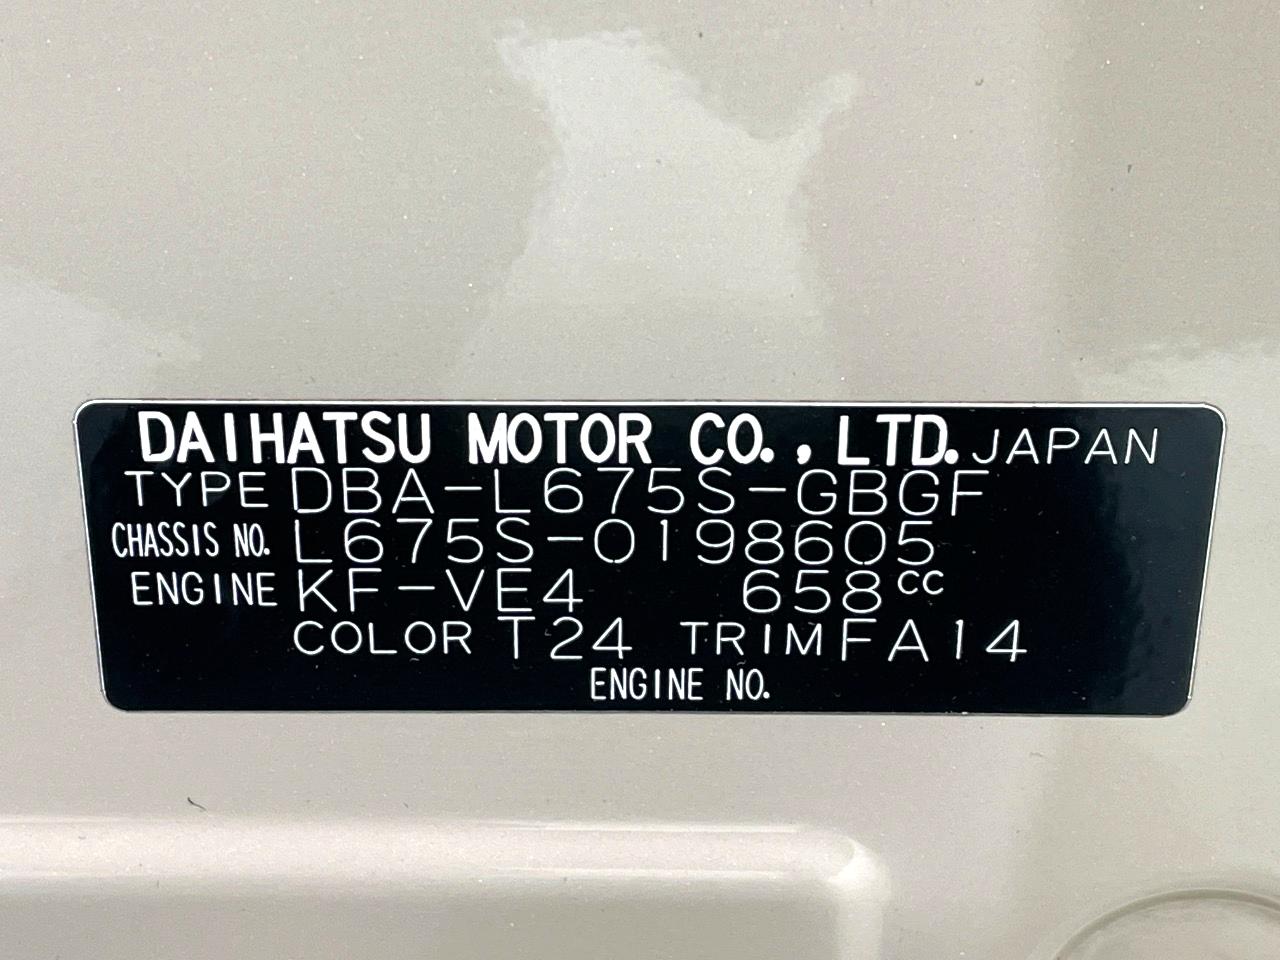 DAIHATSU MOTOR CO., LTD. JAPAN
TYPE DBA-L675S-GBGF
CHASSIS NO. L675S-0198605
ENGINE KF-VE4 658cc
COLOR T24 TRIM FA14
ENGINE NO.